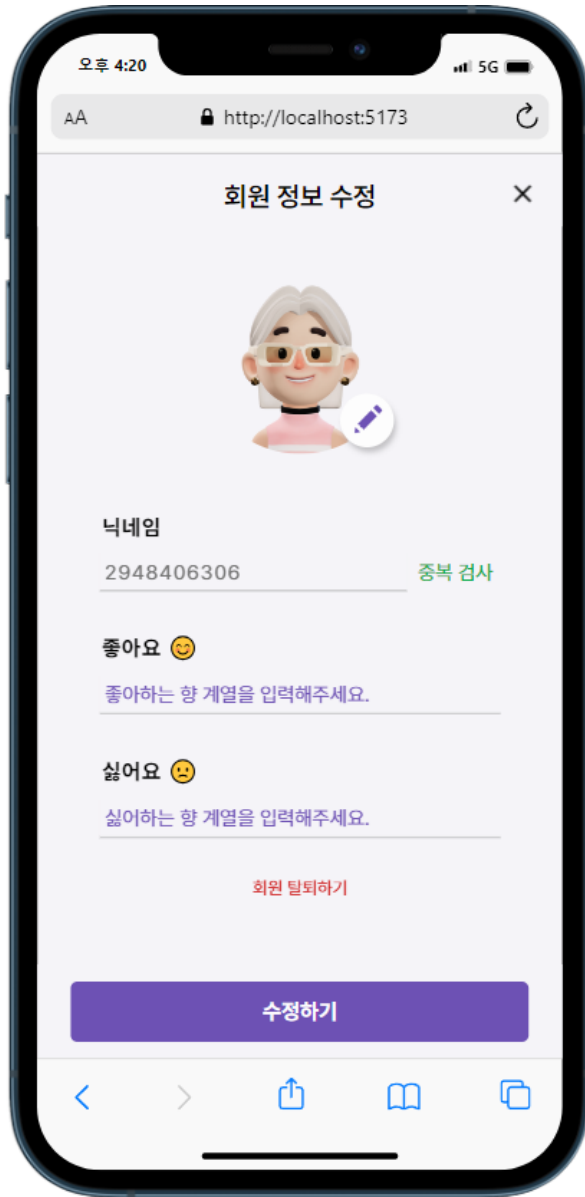 오후 4:20
5G
AA http://localhost:5173
회원 정보 수정
닉네임
2948406306 중복 검사
좋아요 😊
좋아하는 향 계열을 입력해주세요.
싫어요 🙁
싫어하는 향 계열을 입력해주세요.
회원 탈퇴하기
수정하기